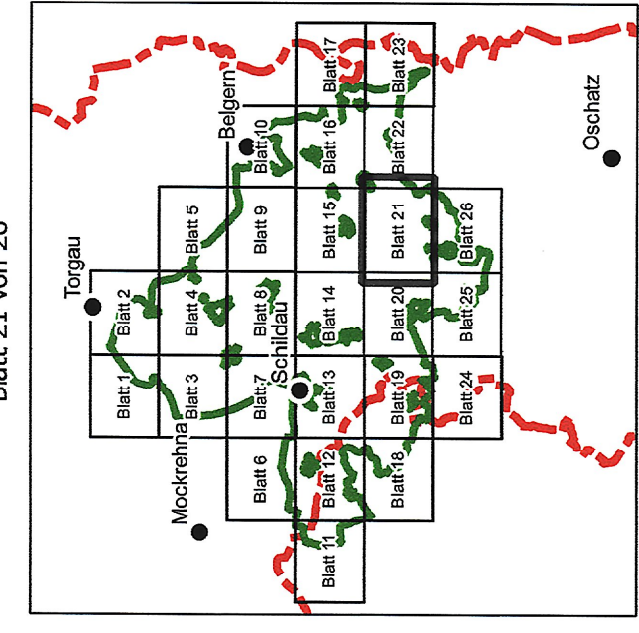 Blatt 21 von 26
Torgau
Blatt 1 Blatt 2
Mockrehna
Blatt 3 Blatt 4 Blatt 5
Belgern
Blatt 6 Blatt 7 Blatt 8 Blatt 9 Blatt 10
Schildau
Blatt 11 Blatt 12 Blatt 13 Blatt 14 Blatt 15 Blatt 16 Blatt 17
Blatt 18 Blatt 19 Blatt 20 Blatt 21 Blatt 22 Blatt 23
Blatt 24 Blatt 25 Blatt 26
Oschatz